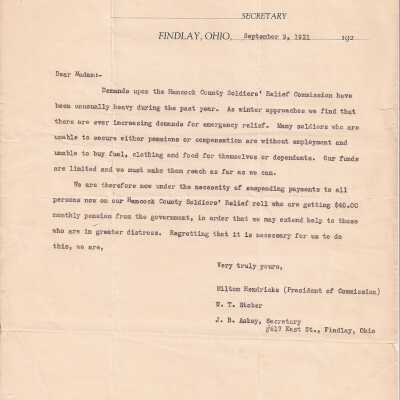 SECRETARY
FINDLAY, OHIO, September 9, 1921 192
Dear Madam:-
Demands upon the Hancock County Soldiers' Relief Commission have
been unusually heavy during the past year. As winter approaches we find that
there are ever increasing demands for emergency relief. Many soldiers who are
unable to secure either pensions or compensation are without employment and
unable to buy fuel, clothing and food for themselves or dependents. Our funds
are limited and we must make them reach as far as we can.
We are therefore now under the necessity of suspending payments to all
persons now on our Hancock County Soldiers' Relief roll who are getting $40.00
monthly pension from the government, in order that we may extend help to those
who are in greater distress. Regretting that it is necessary for us to do
this, we are,
Very truly yours,
Milton Hendricks (President of Commission)
W. T. Stober
J. B. Askey, Secretary
East St., Findlay, Ohio